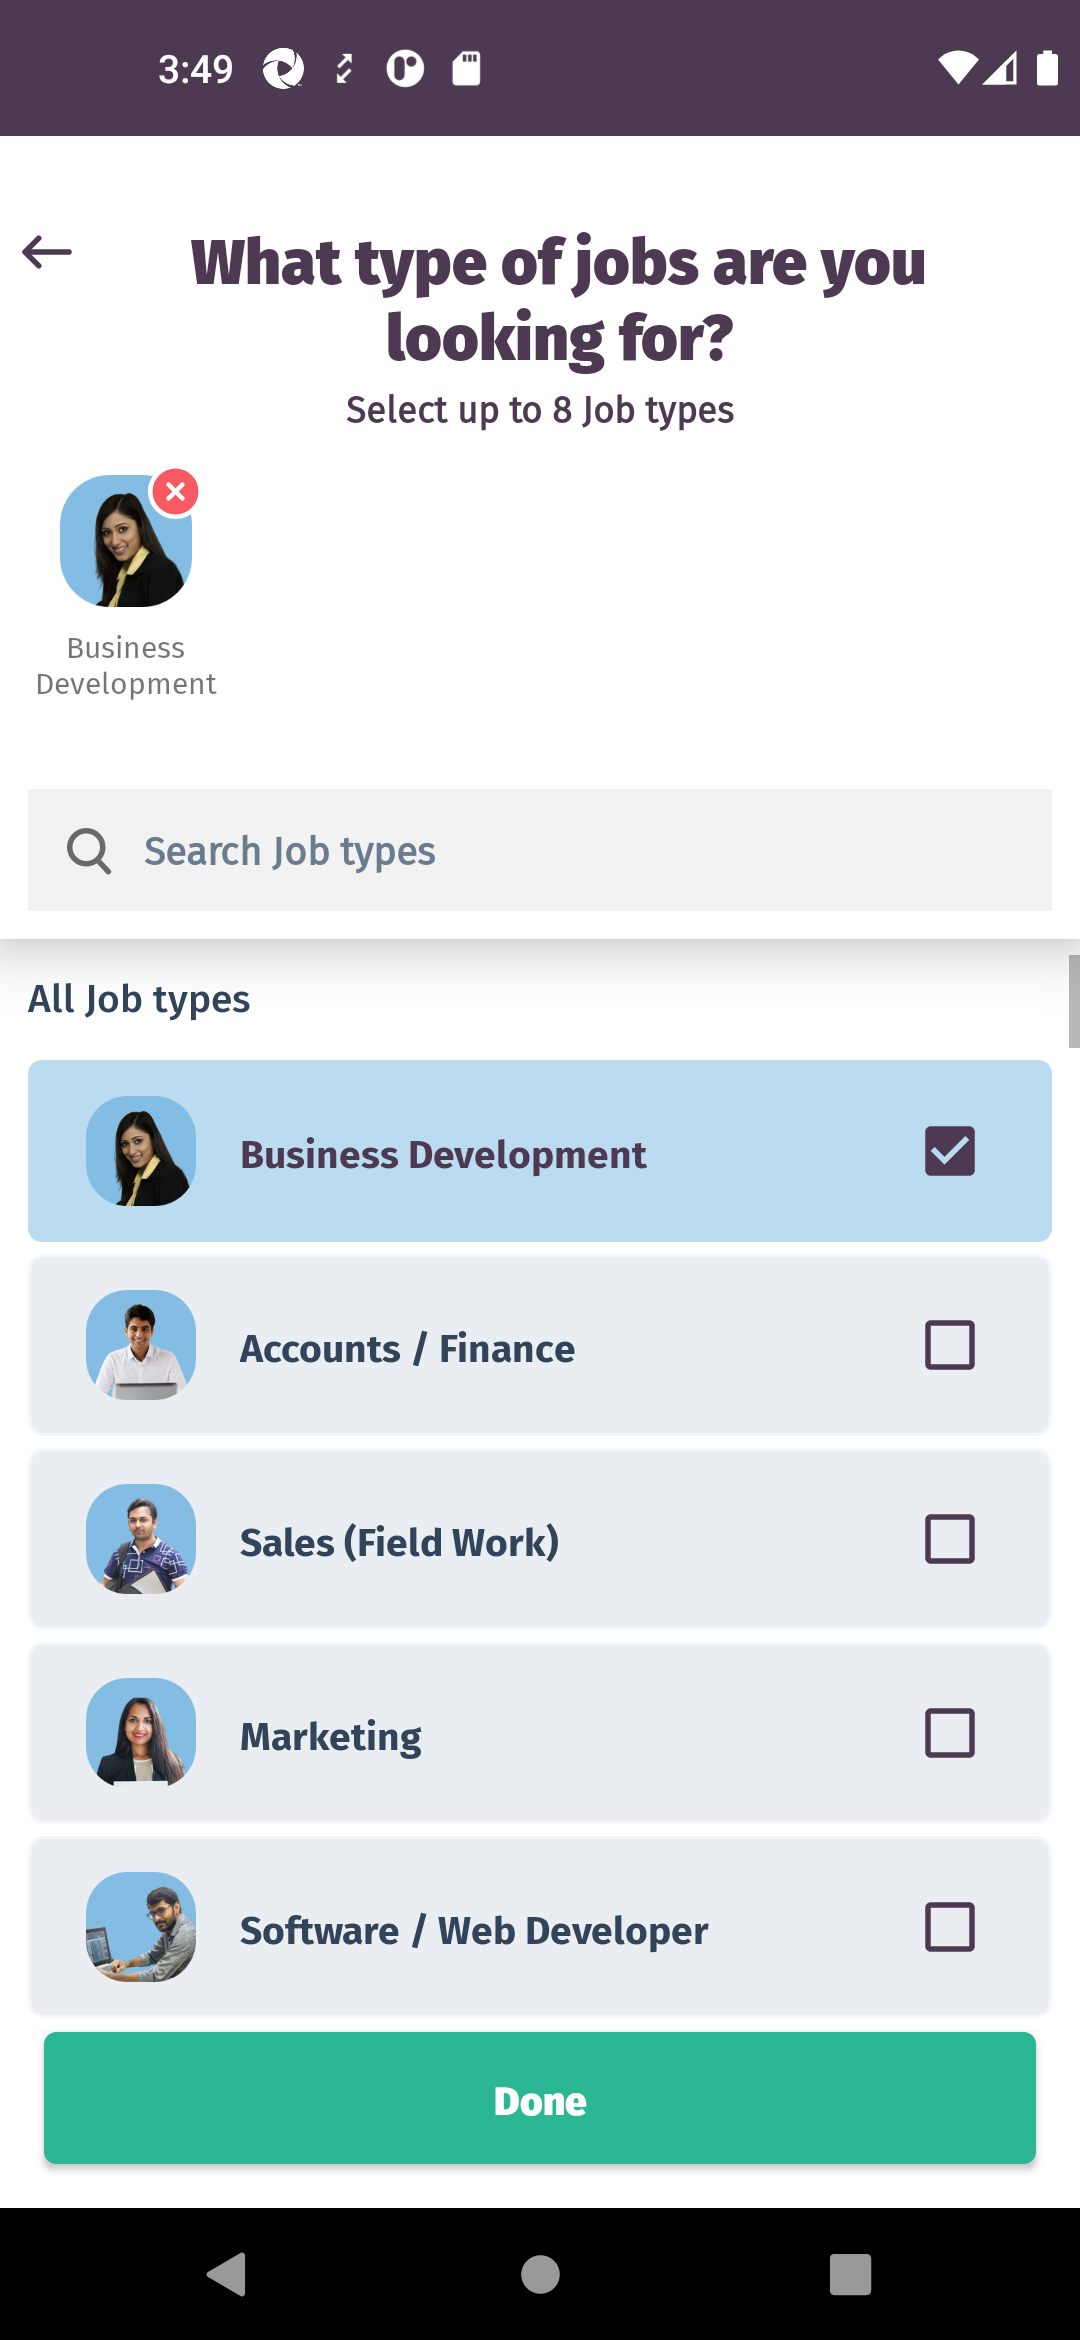 3:49
What type of jobs are you
looking for?
Select up to 8 Job types
Business
Development
Search Job types
All Job types
Business Development
Accounts / Finance
Sales (Field Work)
Marketing
Software / Web Developer
Done